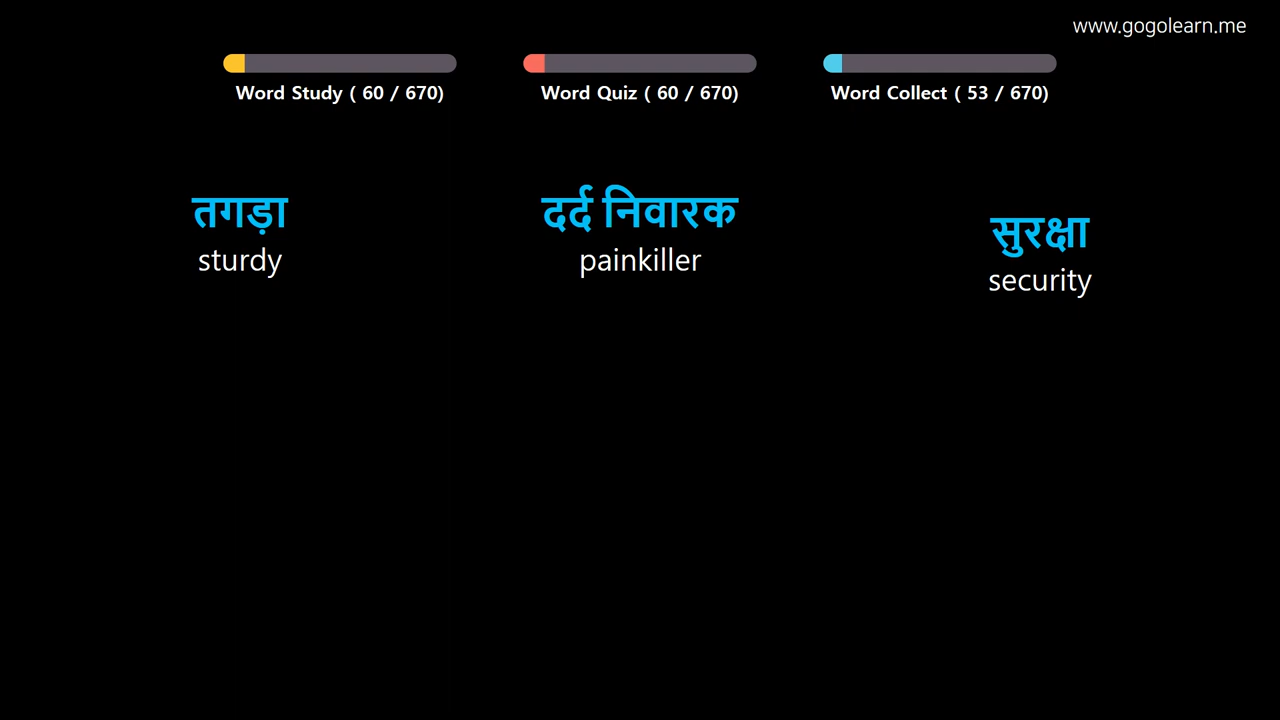 www.gogolearn.me
Word Study ( 60 / 670)
Word Quiz ( 60 / 670)
Word Collect ( 53 / 670)
तगड़ा
sturdy
दर्द निवारक
painkiller
सुरक्षा
security